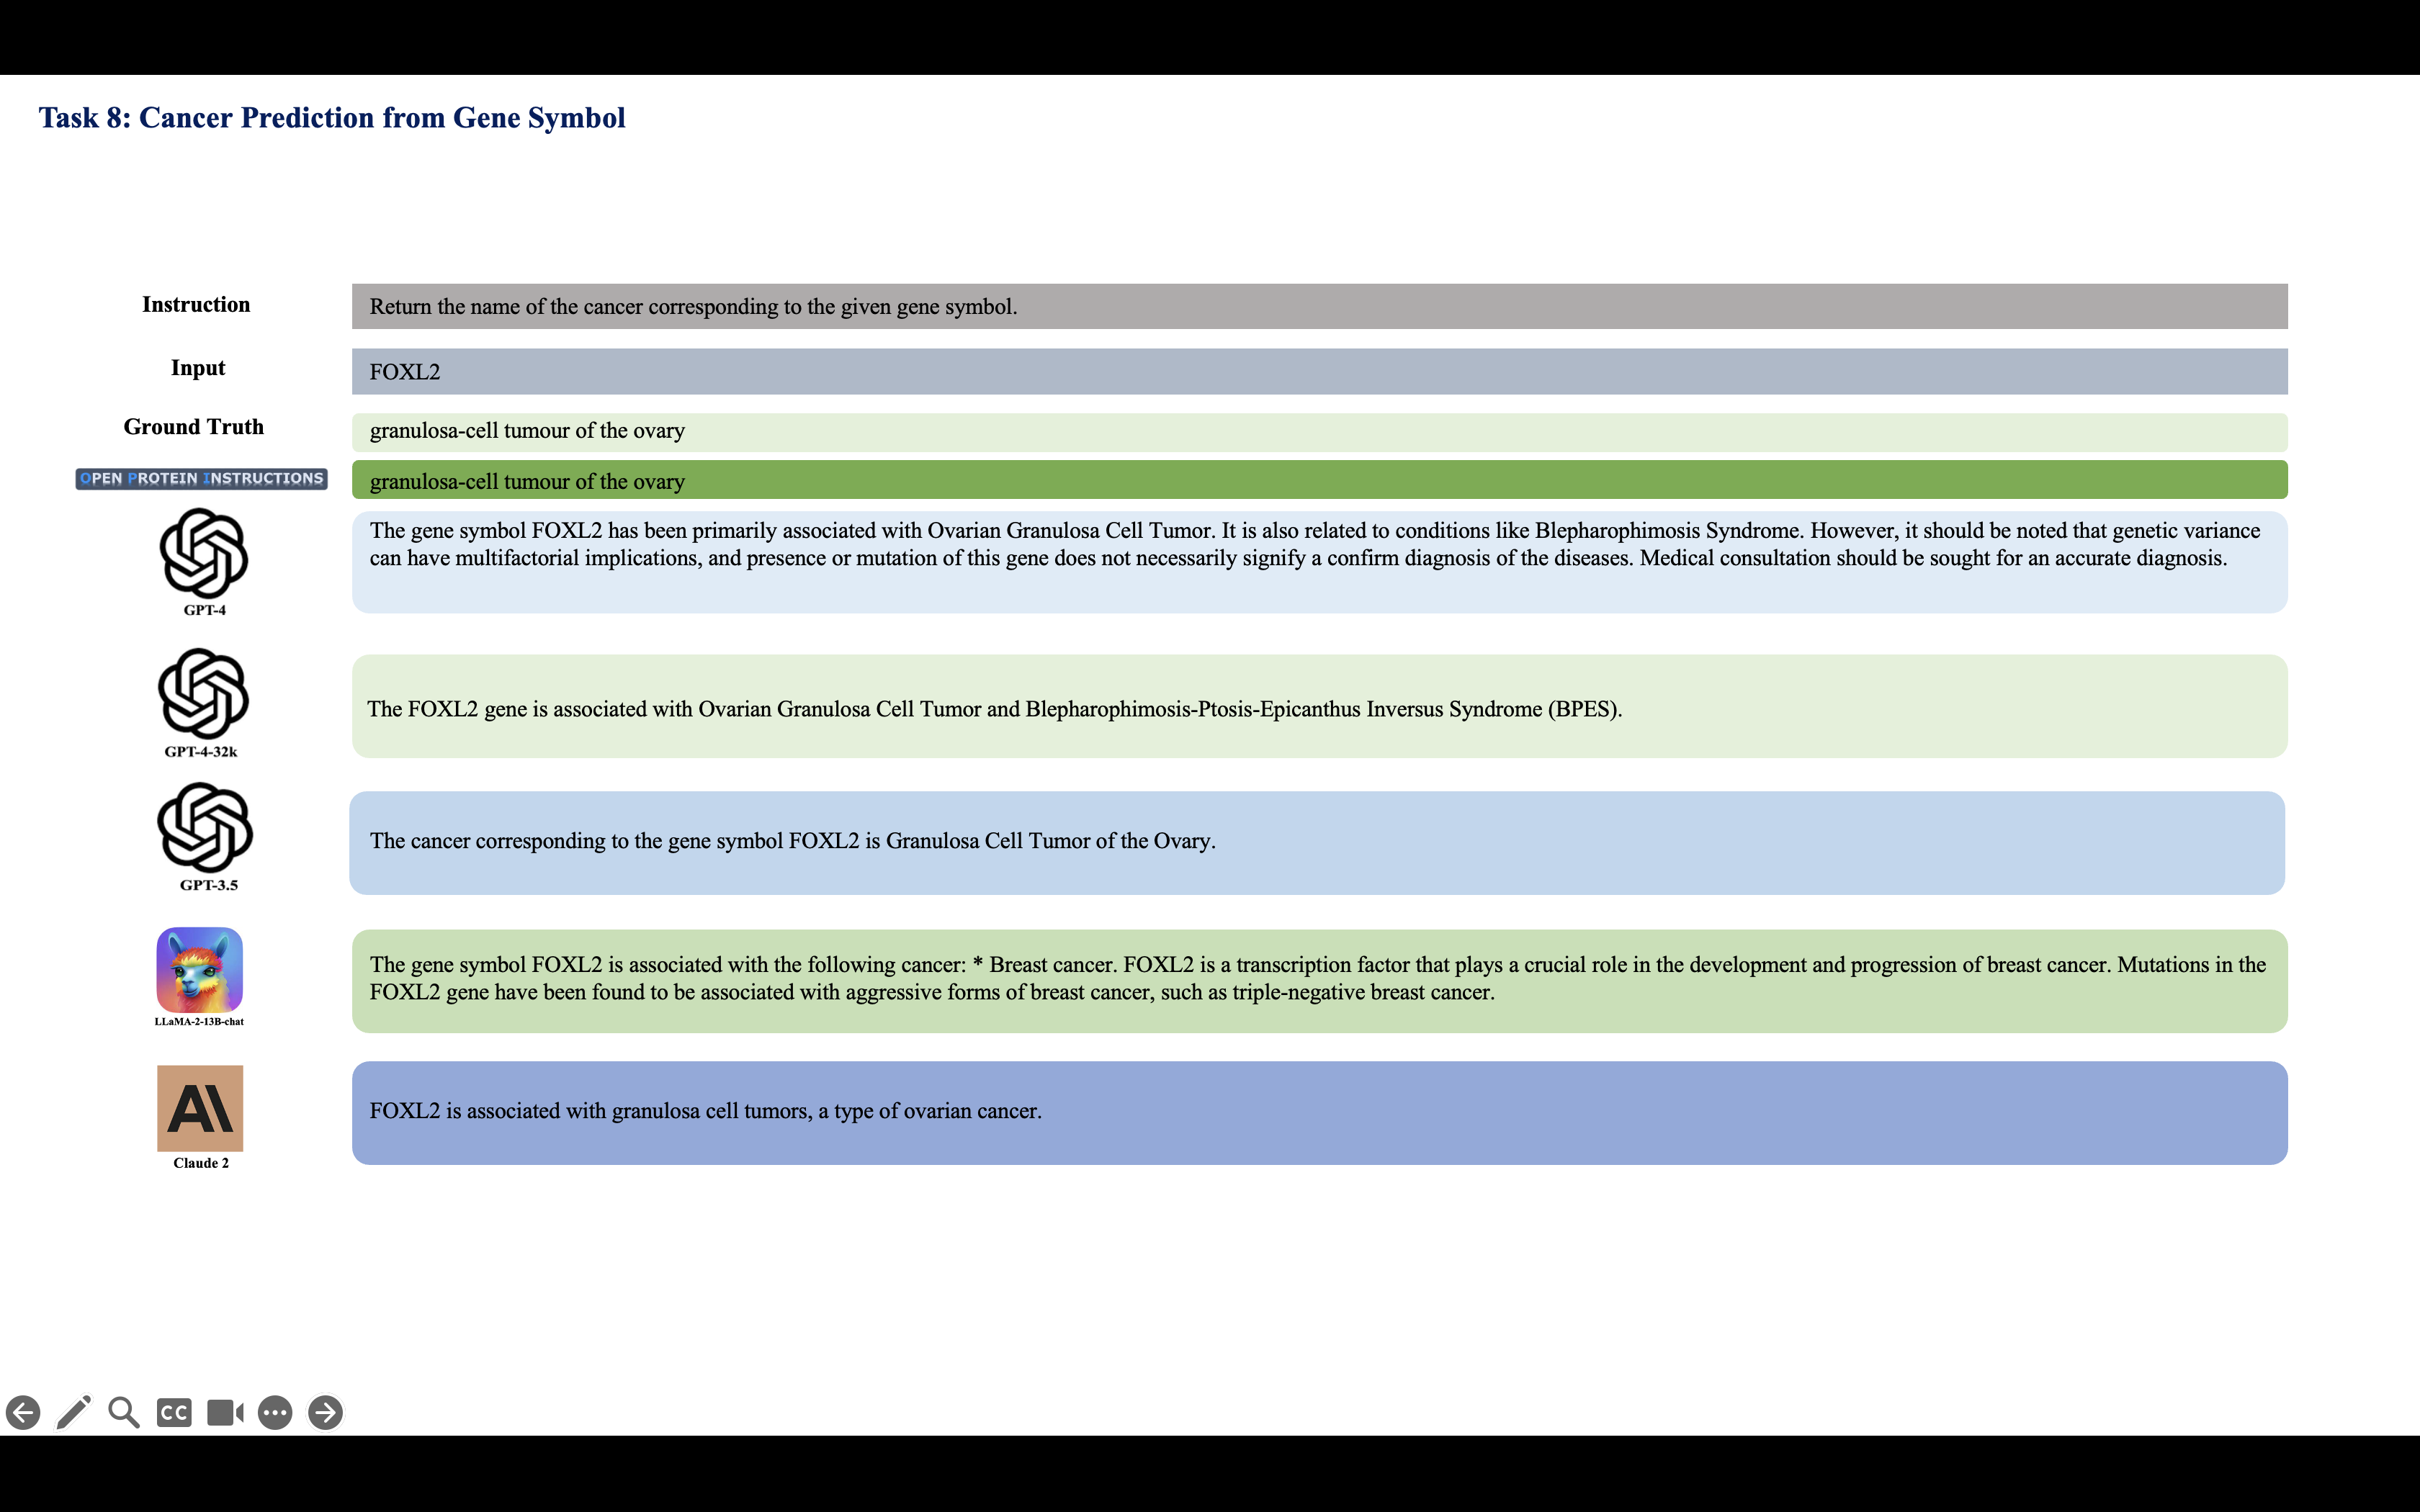 Task 8: Cancer Prediction from Gene Symbol
Instruction
Return the name of the cancer corresponding to the given gene symbol.
Input
FOXL2
Ground Truth
granulosa-cell tumour of the ovary
OPEN PROTEIN INSTRUCTIONS
granulosa-cell tumour of the ovary
The gene symbol FOXL2 has been primarily associated with Ovarian Granulosa Cell Tumor. It is also related to conditions like Blepharophimosis Syndrome. However, it should be noted that genetic variance
can have multifactorial implications, and presence or mutation of this gene does not necessarily signify a confirm diagnosis of the diseases. Medical consultation should be sought for an accurate diagnosis.
GPT-4
The FOXL2 gene is associated with Ovarian Granulosa Cell Tumor and Blepharophimosis-Ptosis-Epicanthus Inversus Syndrome (BPES).
GPT-4-32k
The cancer corresponding to the gene symbol FOXL2 is Granulosa Cell Tumor of the Ovary.
GPT-3.5
The gene symbol FOXL2 is associated with the following cancer: * Breast cancer. FOXL2 is a transcription factor that plays a crucial role in the development and progression of breast cancer. Mutations in the
FOXL2 gene have been found to be associated with aggressive forms of breast cancer, such as triple-negative breast cancer.
LLaMA-2-13B-chat
A\
FOXL2 is associated with granulosa cell tumors, a type of ovarian cancer.
Claude 2
CC